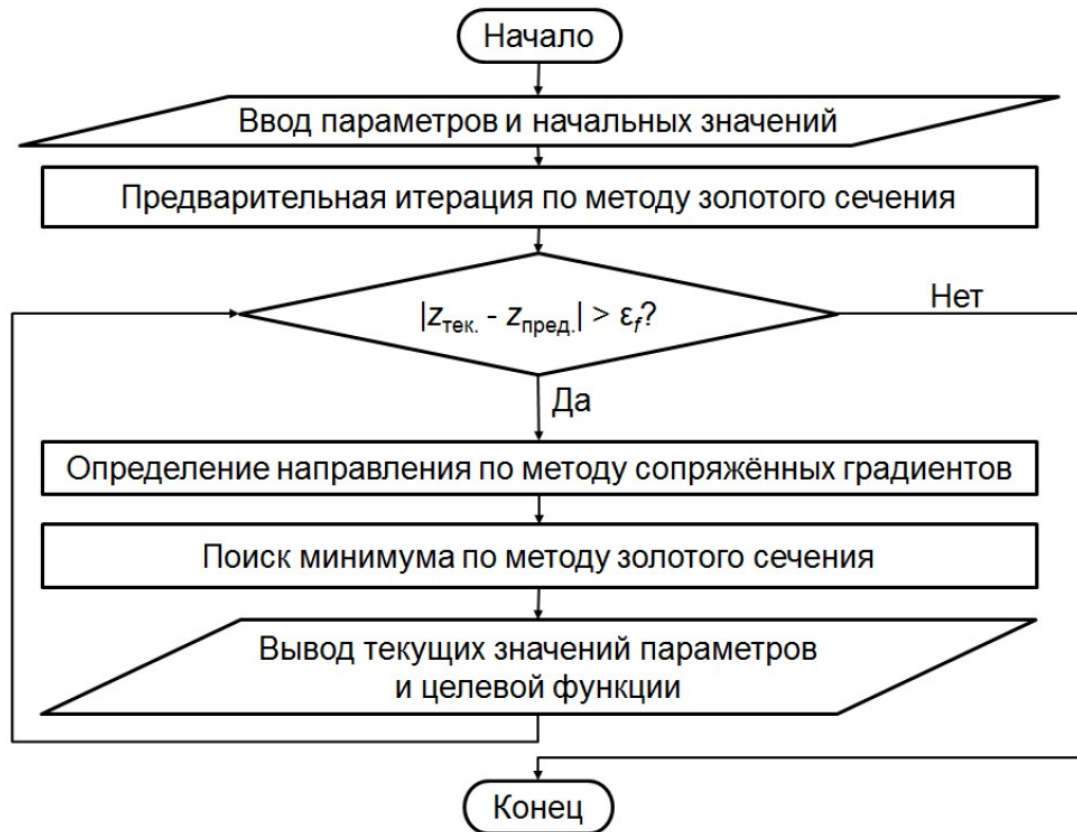 Начало
Ввод параметров и начальных значений
Предварительная итерация по методу золотого сечения
|zтек. - zпред.| > εf?
Нет
Да
Определение направления по методу сопряжённых градиентов
Поиск минимума по методу золотого сечения
Вывод текущих значений параметров
и целевой функции
Конец